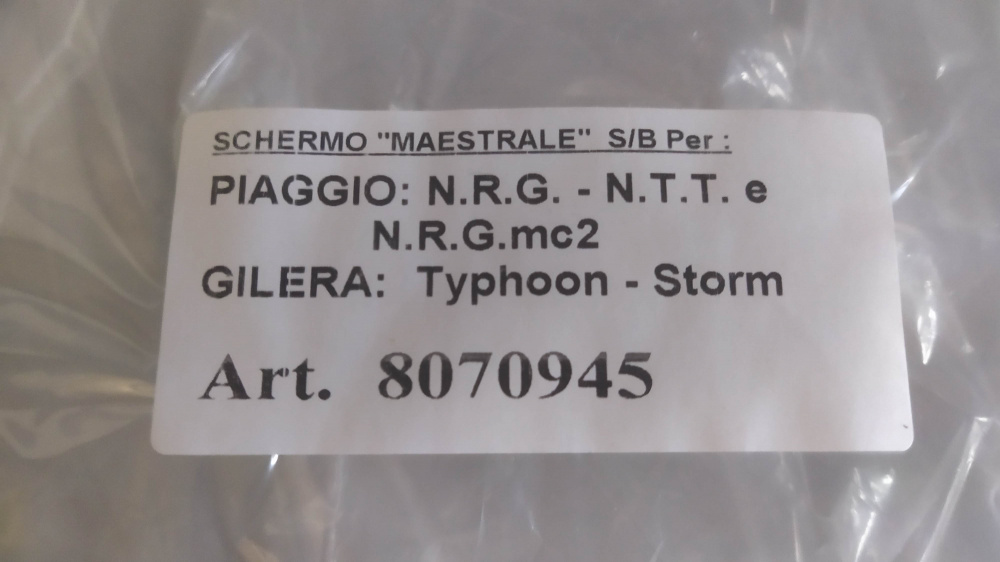 SCHERMO "MAESTRALE" S/B Per :
PIAGGIO: N.R.G. - N.T.T. e
N.R.G.mc2
GILERA: Typhoon - Storm
Art. 8070945